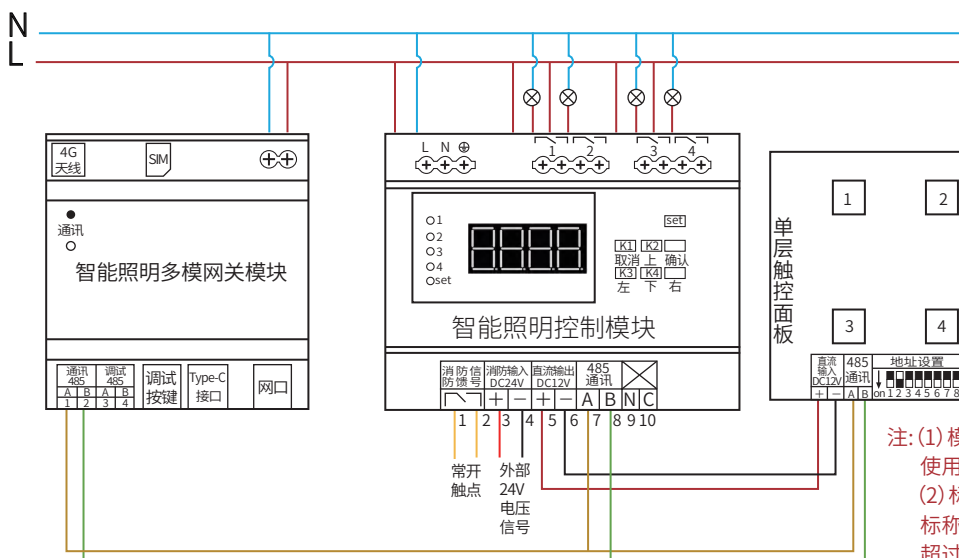 N
L
4G
天线
SIM
通讯
智能照明多模网关模块
通讯
485
调试
485
A B A B
1 2 3 4
调试
按键
Type-C
接口
网口
L N
1 2 3 4
1
2
3
4
set
set
K1 K2
取消 上 确认
K3 K4
左 下 右
智能照明控制模块
消防信
防馈号
消防输入
DC24V
直流输出
DC12V
485
通讯
+ − + − A B N C
1 2 3 4 5 6 7 8 9 10
常开
触点
外部
24V
电压
信号
单层触控面板
1
2
3
4
直流
输入
DC12V
485
通讯
地址设置
+ − A B
on 1 2 3 4 5 6 7 8
注:(1)模
使用
(2)标
标称
超过